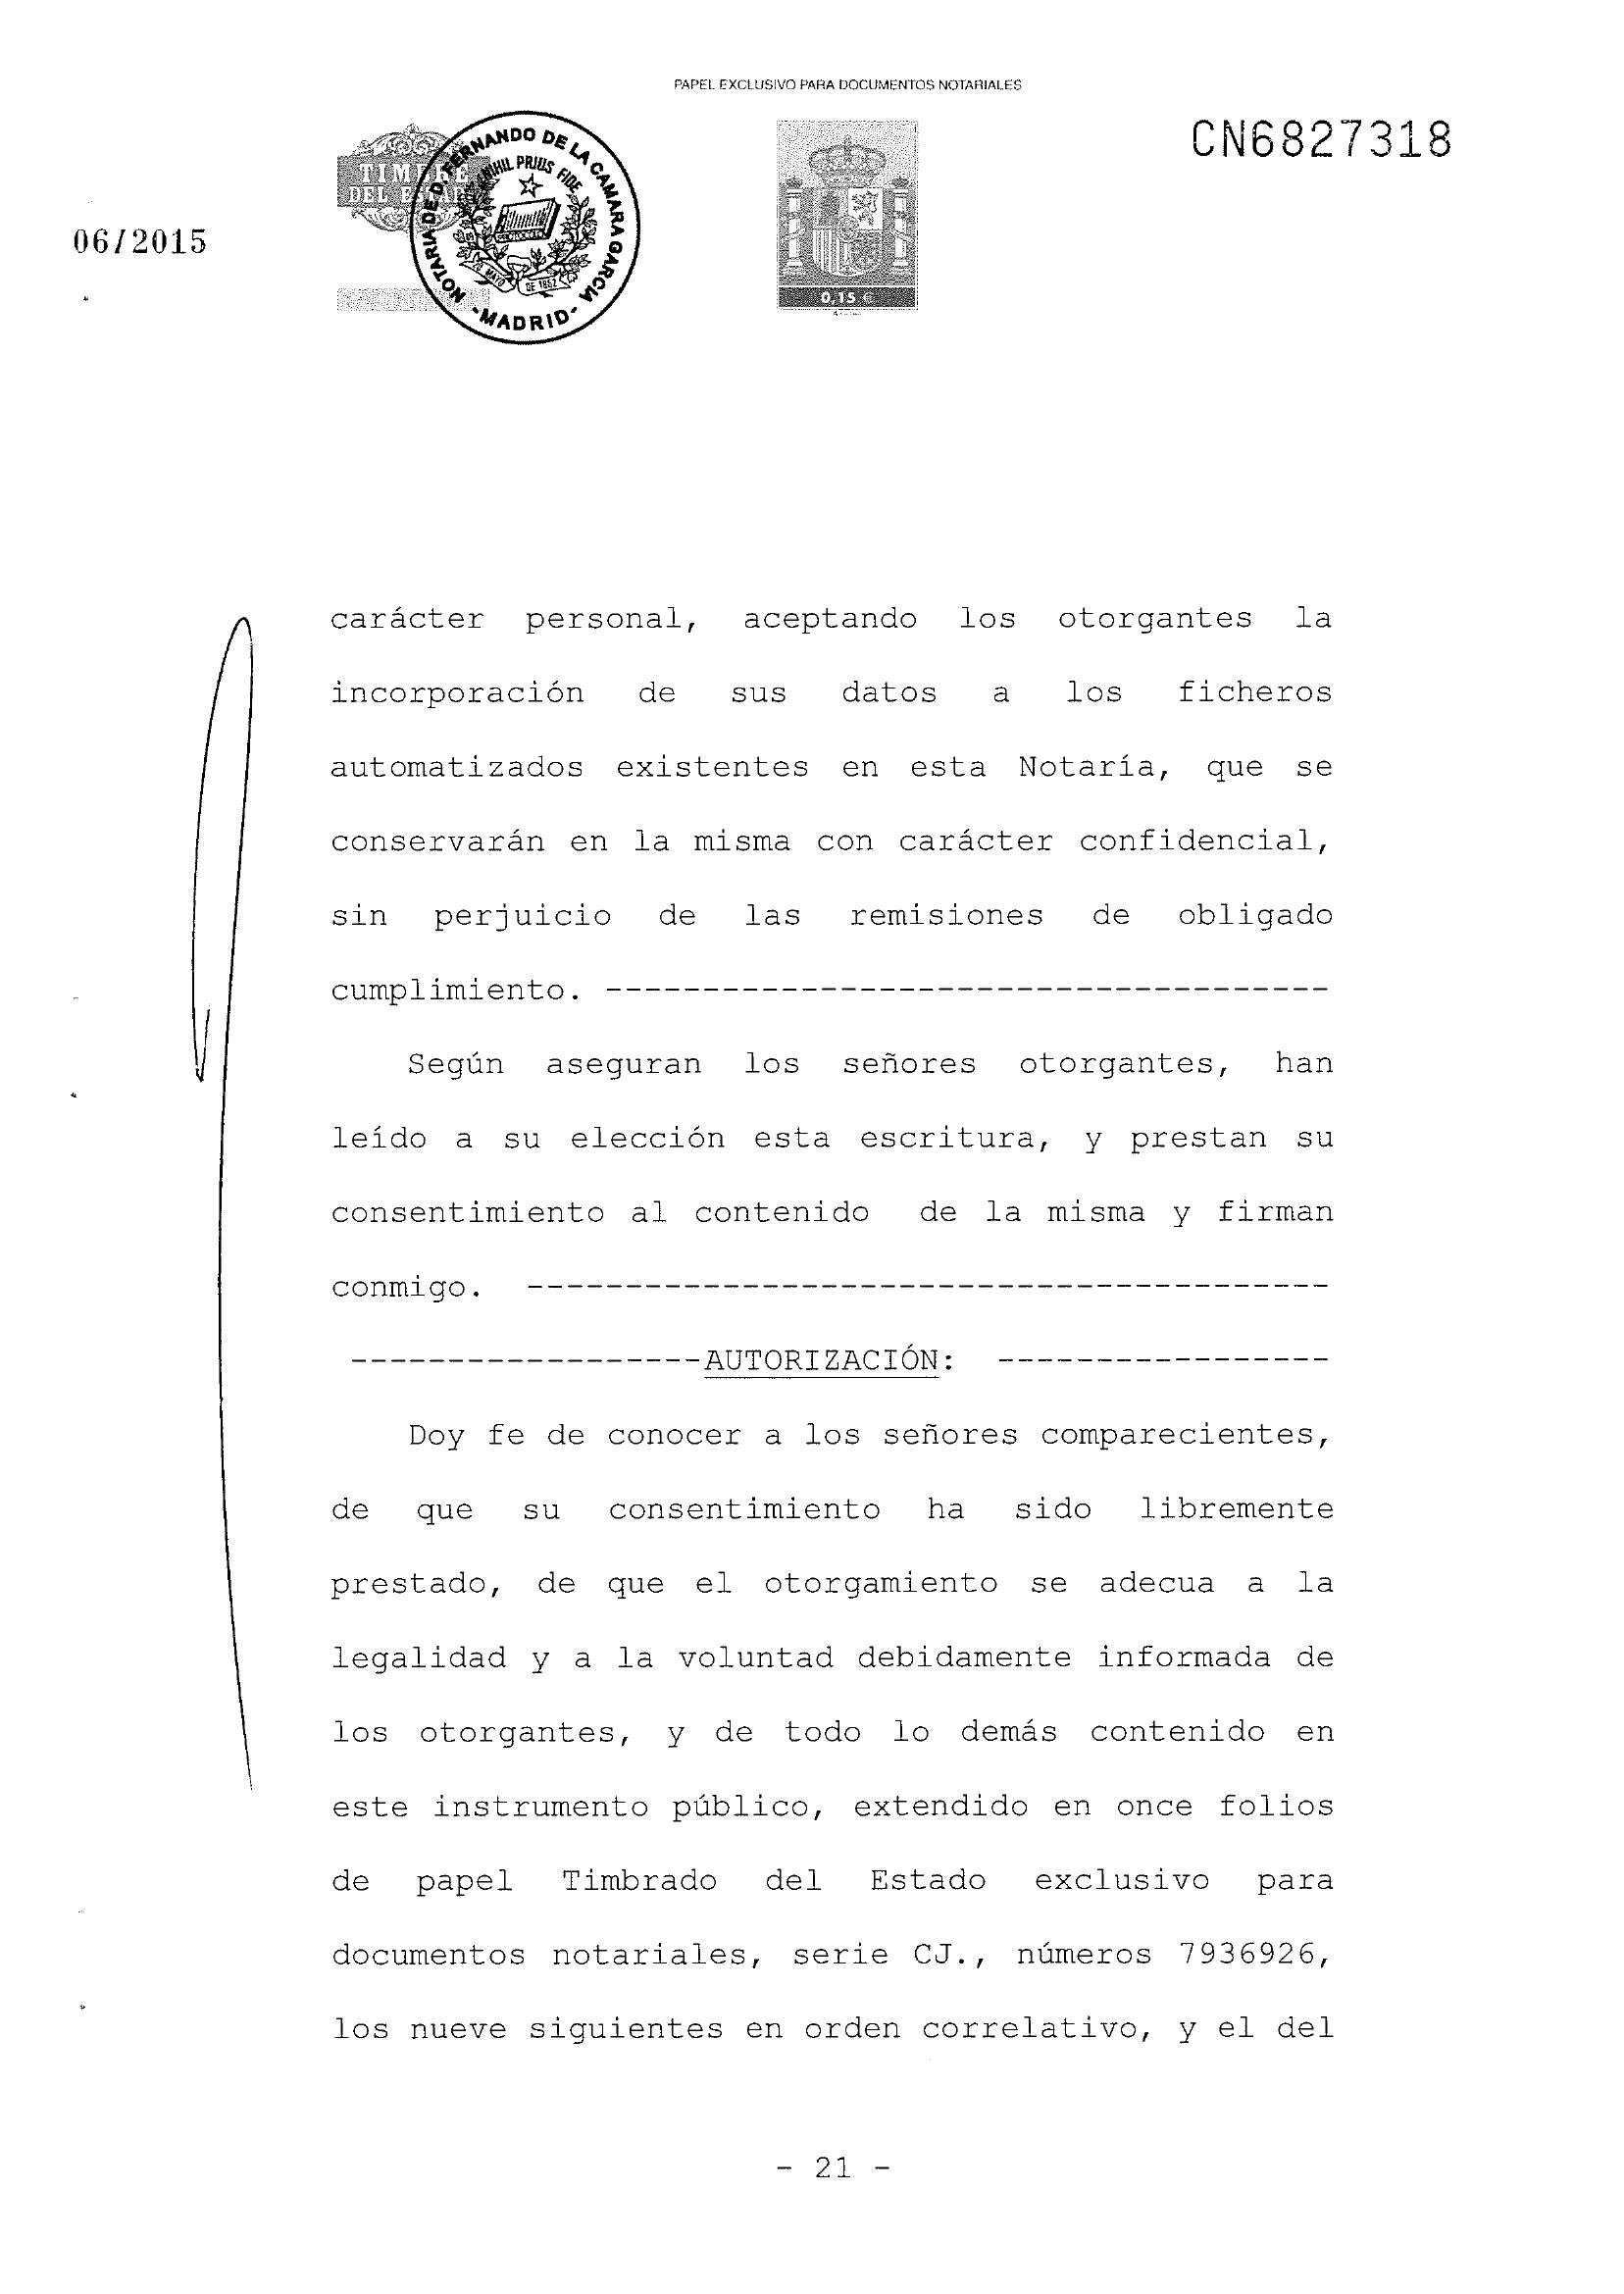 PAPEL EXCLUSIVO PARA DOCUMENTOS NOTARIALES
CN6827318
TIMBRE
DEL ESTADO
NOTARIA DE D. FERNANDO DE LA CAMARA GARCIA
-MADRID-
NIHIL PRIUS FIDE
MAYO
DE 1862
0,15 €
06/2015
carácter personal, aceptando los otorgantes la
incorporación de sus datos a los ficheros
automatizados existentes en esta Notaría, que se
conservarán en la misma con carácter confidencial,
sin perjuicio de las remisiones de obligado
cumplimiento. -------------------------------------
Según aseguran los señores otorgantes, han
leído a su elección esta escritura, y prestan su
consentimiento al contenido de la misma y firman
conmigo. -----------------------------------------
------------------AUTORIZACIÓN: -----------------
Doy fe de conocer a los señores comparecientes,
de que su consentimiento ha sido libremente
prestado, de que el otorgamiento se adecua a la
legalidad y a la voluntad debidamente informada de
los otorgantes, y de todo lo demás contenido en
este instrumento público, extendido en once folios
de papel Timbrado del Estado exclusivo para
documentos notariales, serie CJ., números 7936926,
los nueve siguientes en orden correlativo, y el del
- 21 -